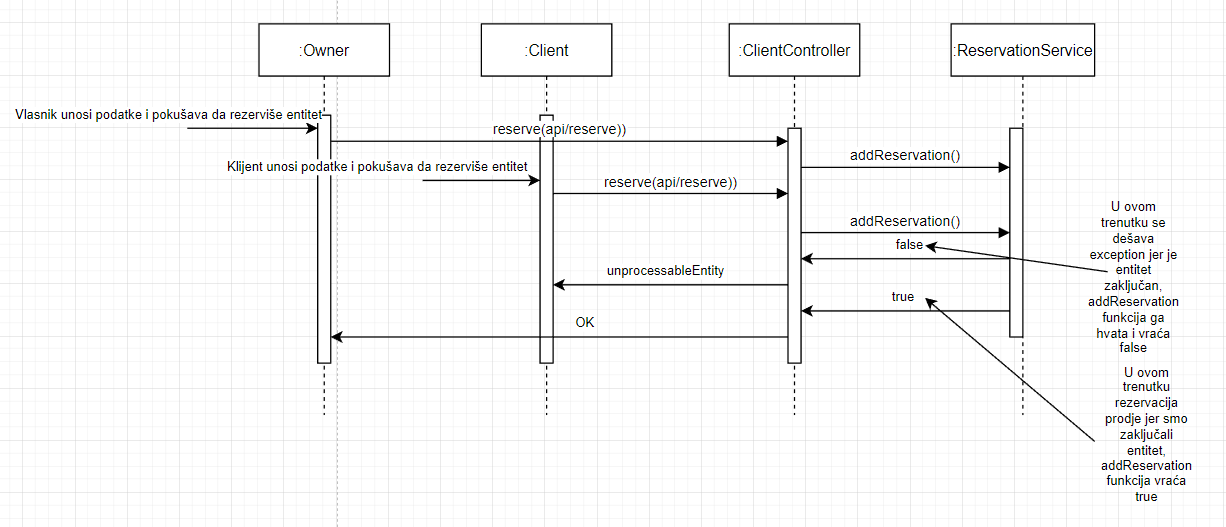 :Owner
:Client
:ClientController
:ReservationService
Vlasnik unosi podatke i pokušava da rezerviše entitet
reserve(api/reserve))
addReservation()
Klijent unosi podatke i pokušava da rezerviše entitet
reserve(api/reserve))
addReservation()
false
unprocessableEntity
true
OK
U ovom
trenutku se
dešava
exception jer je
entitet
zaključan,
addReservation
funkcija ga
hvata i vraća
false
U ovom
trenutku
rezervacija
prodje jer smo
zaključali
entitet,
addReservation
funkcija vraća
true